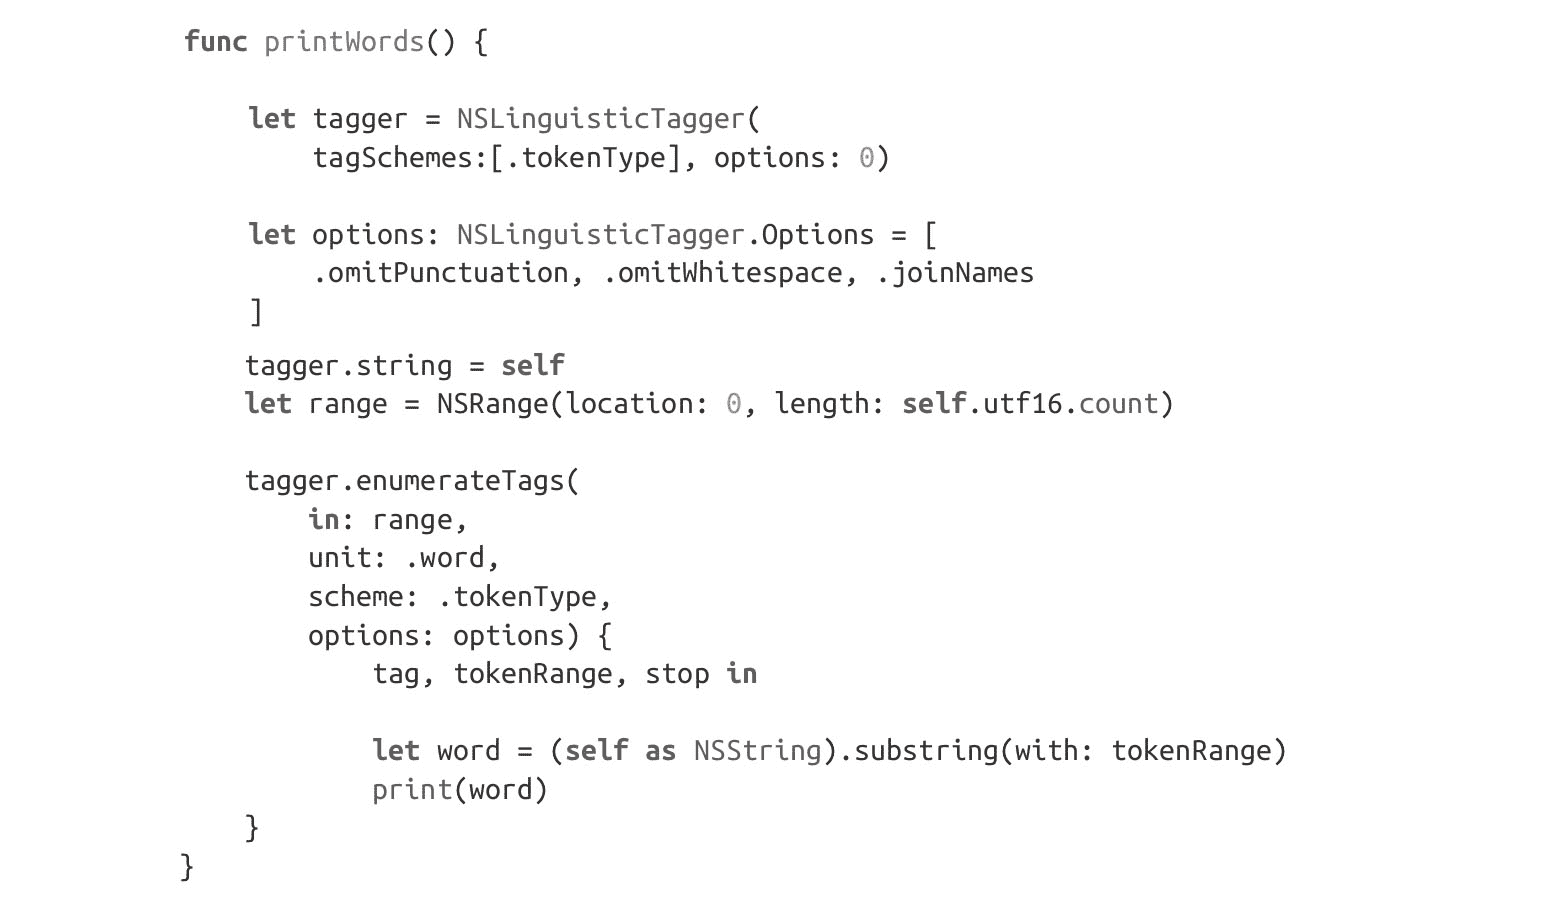 func printWords() {
let tagger = NSLinguisticTagger(
tagSchemes:[.tokenType], options: 0)
let options: NSLinguisticTagger.Options = [
.omitPunctuation, .omitWhitespace, .joinNames
]
tagger.string = self
let range = NSRange(location: 0, length: self.utf16.count)
tagger.enumerateTags(
in: range,
unit: .word,
scheme: .tokenType,
options: options) {
tag, tokenRange, stop in
let word = (self as NSString).substring(with: tokenRange)
print(word)
}
}